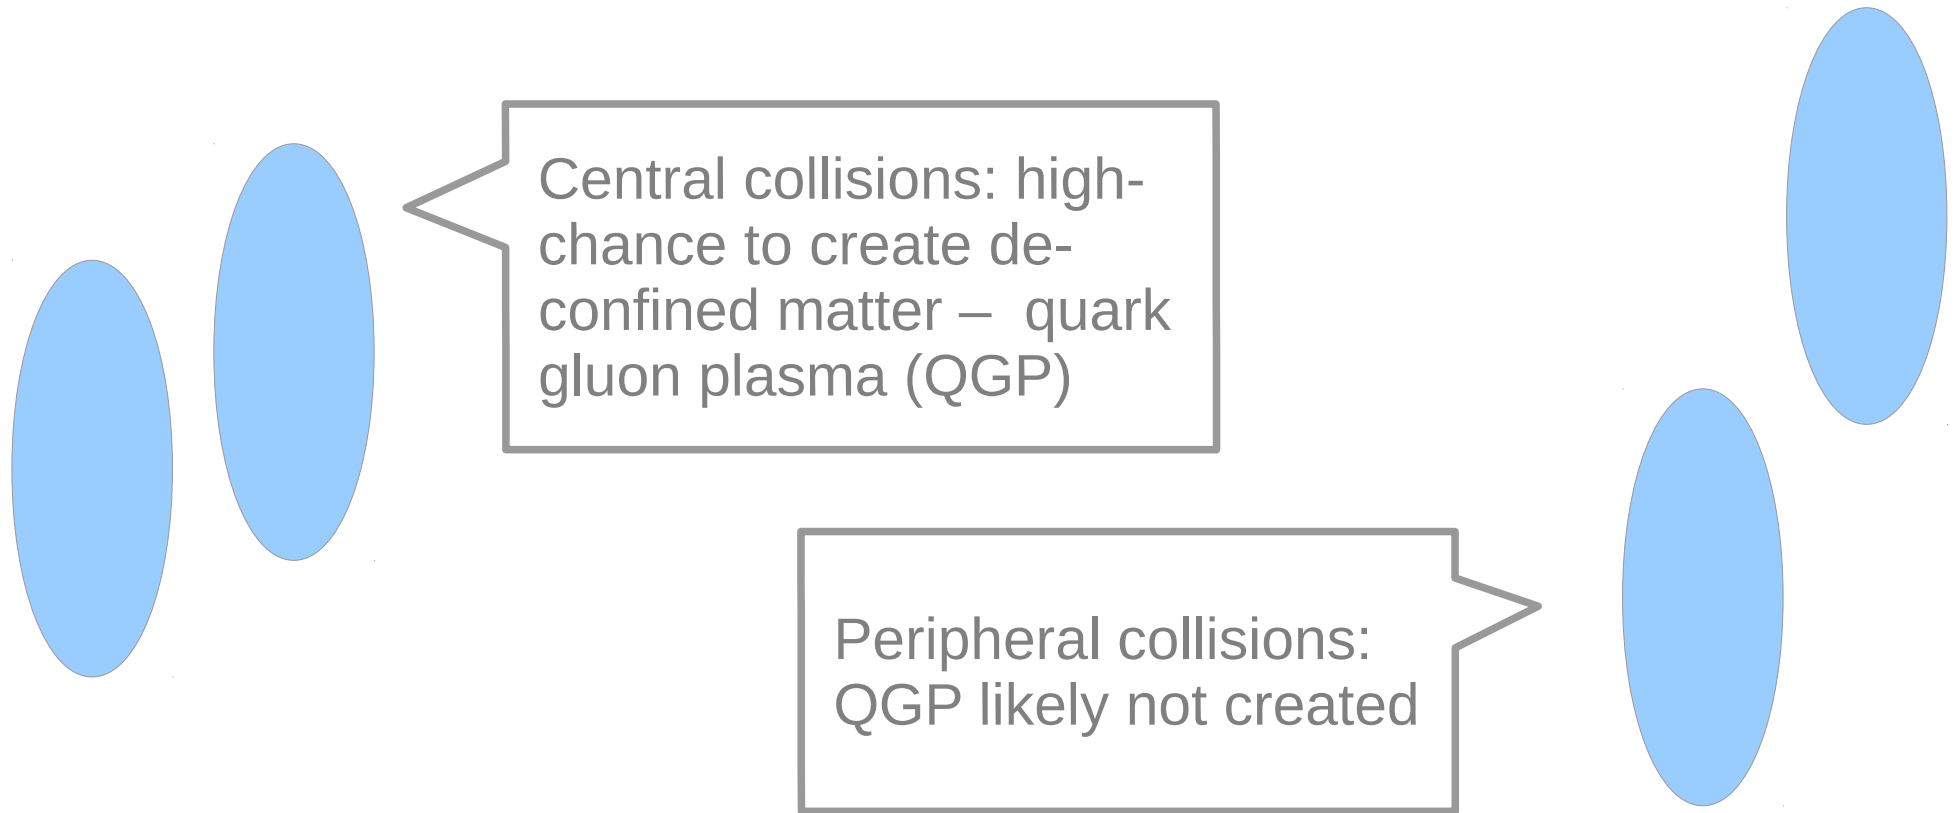 Central collisions: high-
chance to create de-
confined matter –  quark
gluon plasma (QGP)
Peripheral collisions:
QGP likely not created